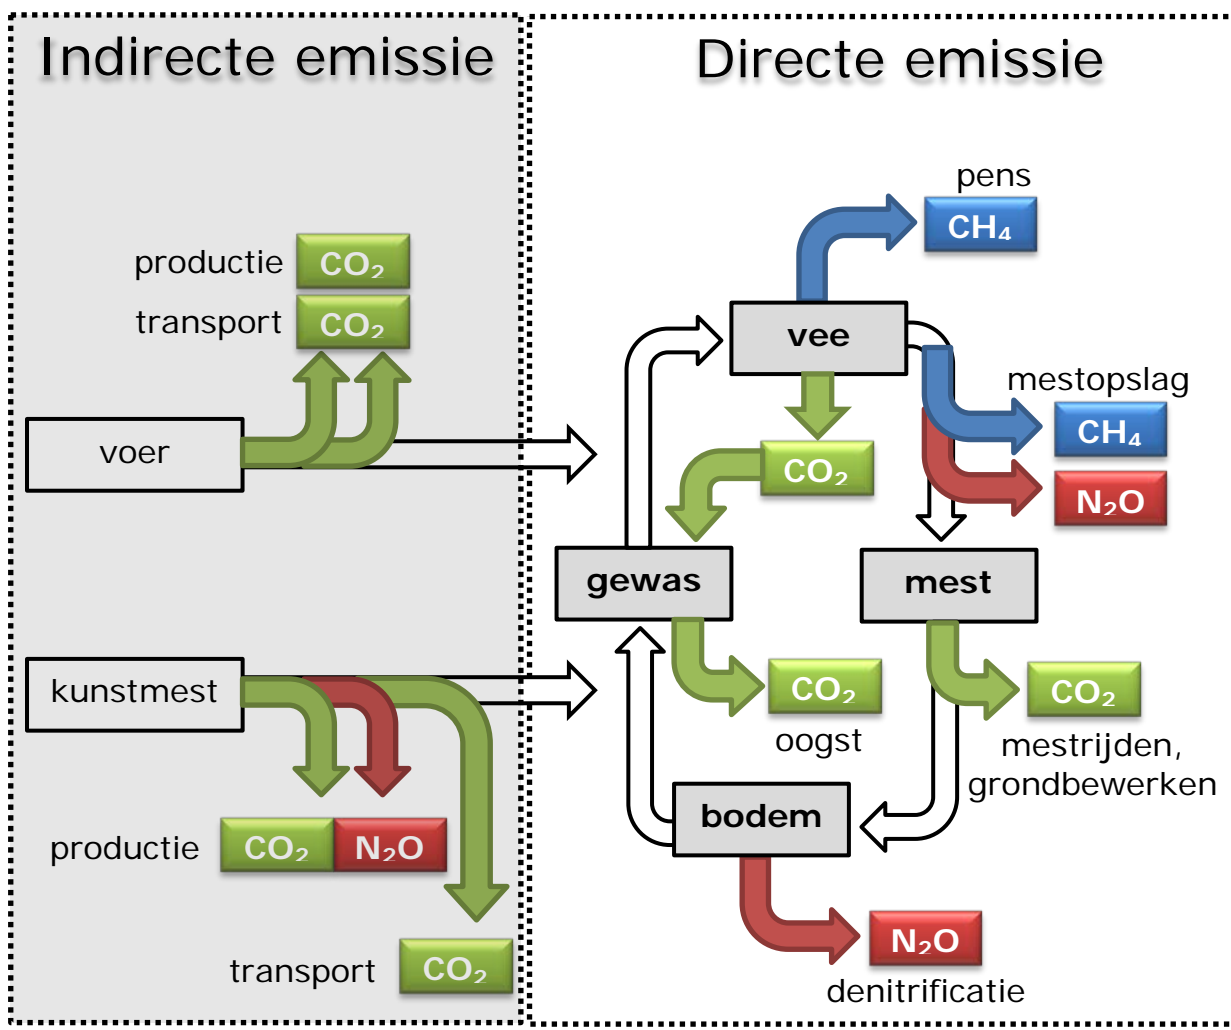 Indirecte emissie
productie CO₂
transport CO₂
voer
kunstmest
productie CO₂ N₂O
transport CO₂
Directe emissie
pens
CH₄
vee
mestopslag
CH₄
CO₂
N₂O
gewas
mest
CO₂
oogst
CO₂
mestrijden,
grondbewerken
bodem
N₂O
denitrificatie